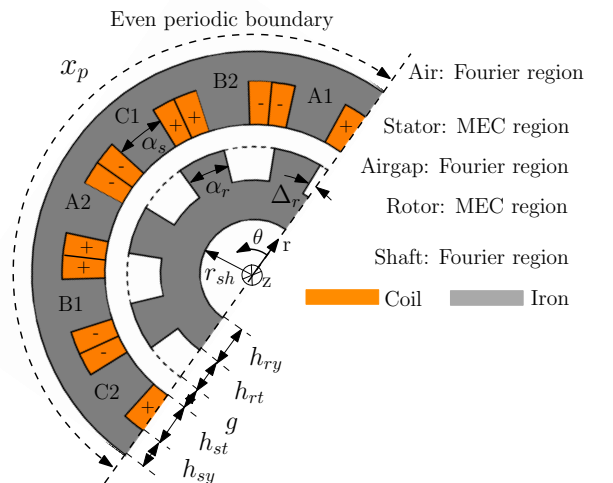 Even periodic boundary
x_p
B2
A1
C1
A2
B1
C2
- -
+
+ +
- -
+ +
- -
+
α_s
α_r
Δ_r
θ
r
r_sh
z
h_ry
h_rt
g
h_st
h_sy
Air: Fourier region
Stator: MEC region
Airgap: Fourier region
Rotor: MEC region
Shaft: Fourier region
Coil
Iron